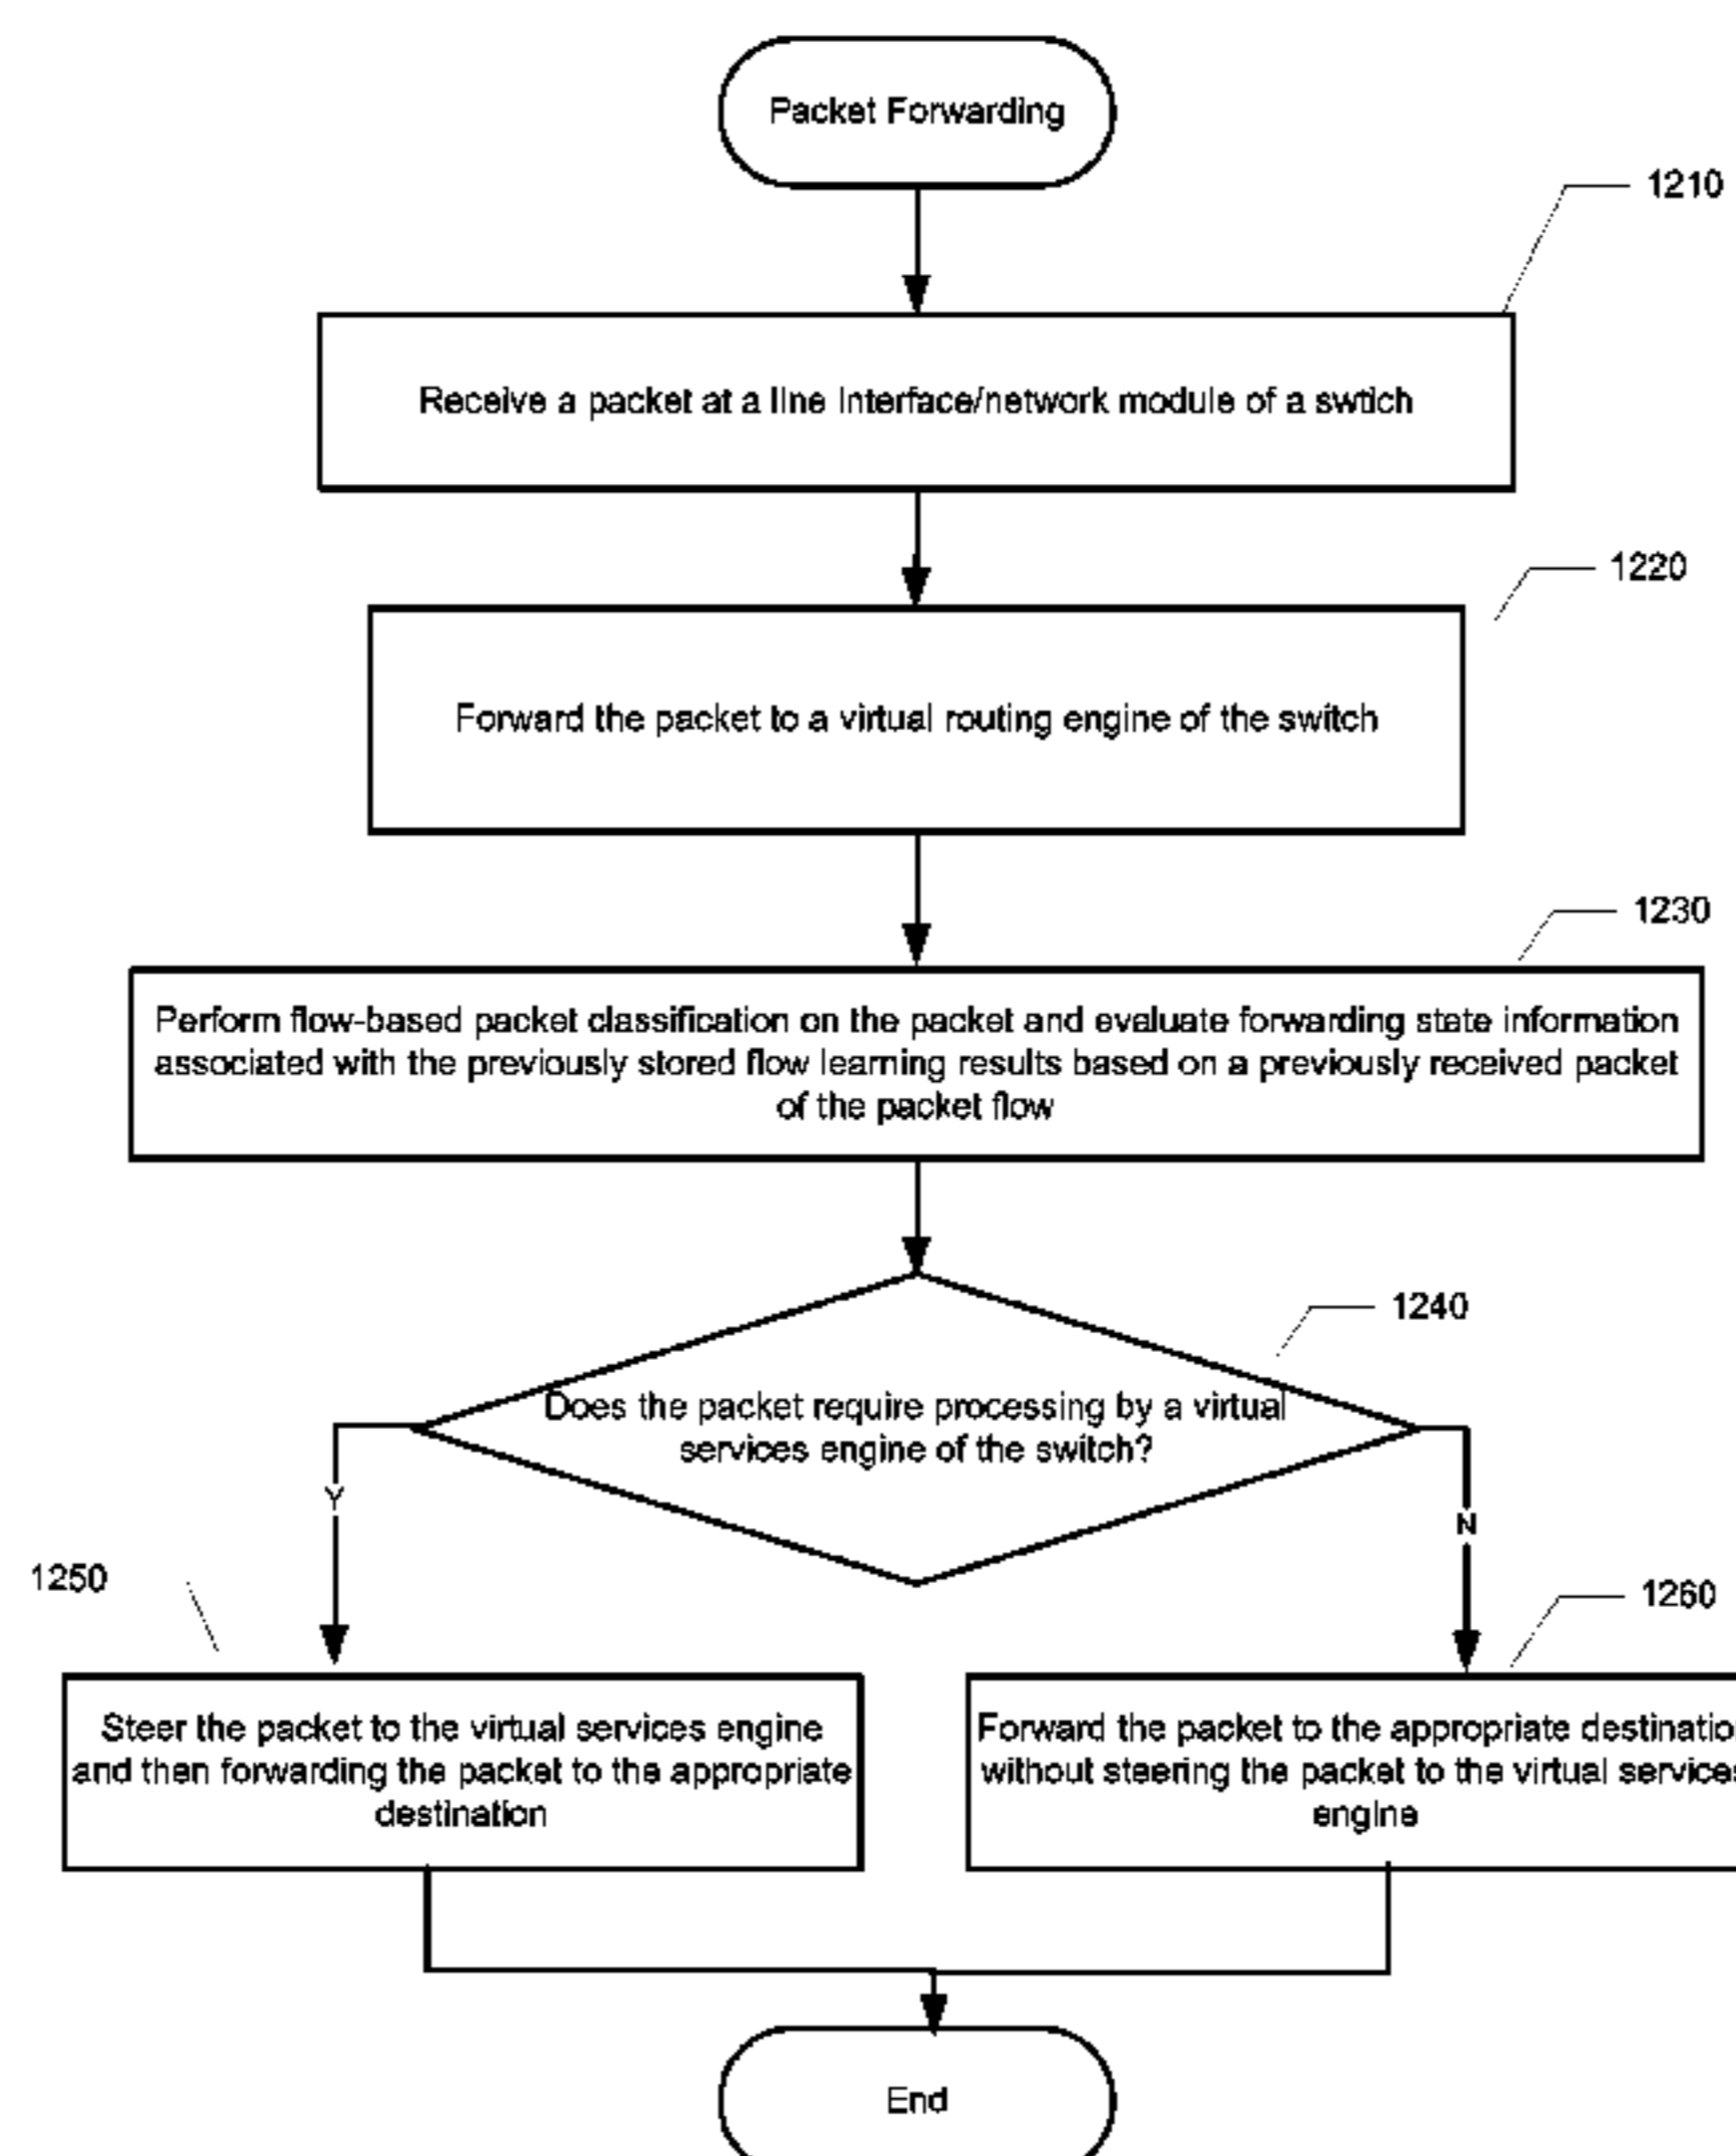 Packet Forwarding
1210
Receive a packet at a line Interface/network module of a swtich
1220
Forward the packet to a virtual routing engine of the switch
1230
Perform flow-based packet classification on the packet and evaluate forwarding state information
associated with the previously stored flow learning results based on a previously received packet
of the packet flow
1240
Does the packet require processing by a virtual
services engine of the switch?
Y
N
1250
1260
Steer the packet to the virtual services engine
and then forwarding the packet to the appropriate
destination
Forward the packet to the appropriate destination
without steering the packet to the virtual services
engine
End